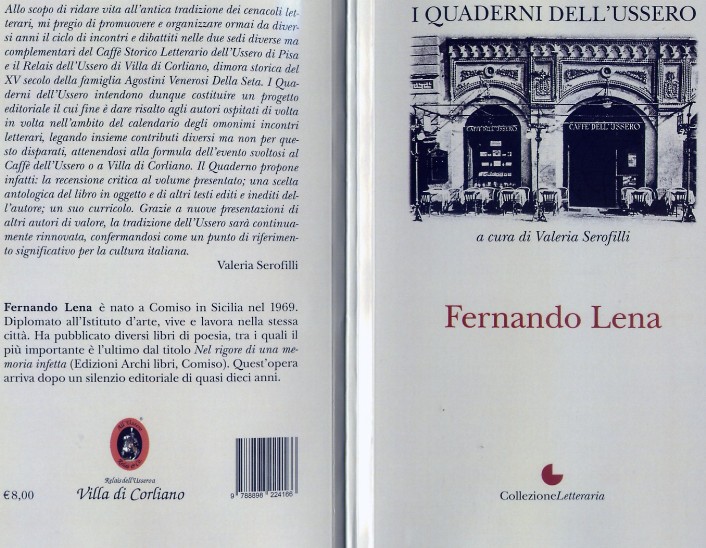 Allo scopo di ridare vita all'antica tradizione dei cenacoli let-
terari, mi pregio di promuovere e organizzare ormai da diver-
si anni il ciclo di incontri e dibattiti nelle due sedi diverse ma
complementari del Caffè Storico Letterario dell'Ussero di Pisa
e il Relais dell'Ussero di Villa di Corliano, dimora storica del
XV secolo della famiglia Agostini Venerosi Della Seta. I Qua-
derni dell'Ussero intendono dunque costituire un progetto
editoriale il cui fine è dare risalto agli autori ospitati di volta
in volta nell'ambito del calendario degli omonimi incontri
letterari, legando insieme contributi diversi ma non per que-
sto disparati, attenendosi alla formula dell'evento svoltosi al
Caffè dell'Ussero o a Villa di Corliano. Il Quaderno propone
infatti: la recensione critica al volume presentato; una scelta
antologica del libro in oggetto e di altri testi editi e inediti del-
l'autore; un suo curricolo. Grazie a nuove presentazioni di
altri autori di valore, la tradizione dell'Ussero sarà continua-
mente rinnovata, confermandosi come un punto di riferimen-
to significativo per la cultura italiana.
Valeria Serofilli
Fernando Lena è nato a Comiso in Sicilia nel 1969.
Diplomato all'Istituto d'arte, vive e lavora nella stessa
città. Ha pubblicato diversi libri di poesia, tra i quali il
più importante è l'ultimo dal titolo Nel rigore di una me-
moria infetta (Edizioni Archi libri, Comiso). Quest'opera
arriva dopo un silenzio editoriale di quasi dieci anni.
€ 8,00
Relais dell'Ussero a
Villa di Corliano
9 788898 224166
I QUADERNI DELL'USSERO
CAFFÈ DELL'USSERO
CAFFÈ DELL'USSERO
a cura di Valeria Serofilli
Fernando Lena
CollezioneLetteraria